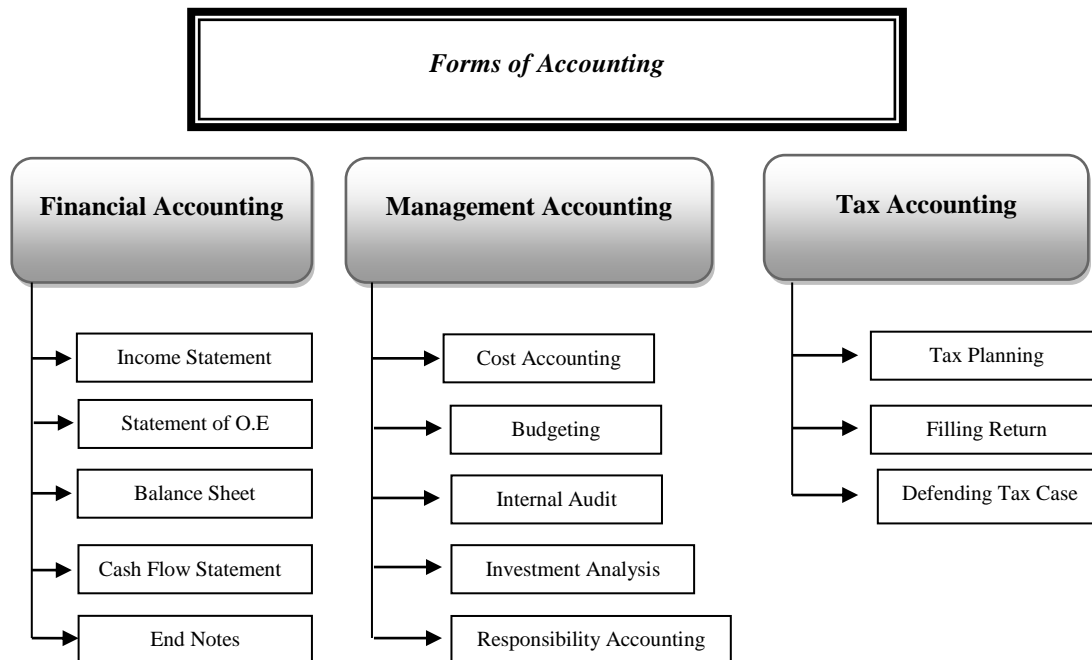 Forms of Accounting
Financial Accounting
Income Statement
Statement of O.E
Balance Sheet
Cash Flow Statement
End Notes
Management Accounting
Cost Accounting
Budgeting
Internal Audit
Investment Analysis
Responsibility Accounting
Tax Accounting
Tax Planning
Filling Return
Defending Tax Case